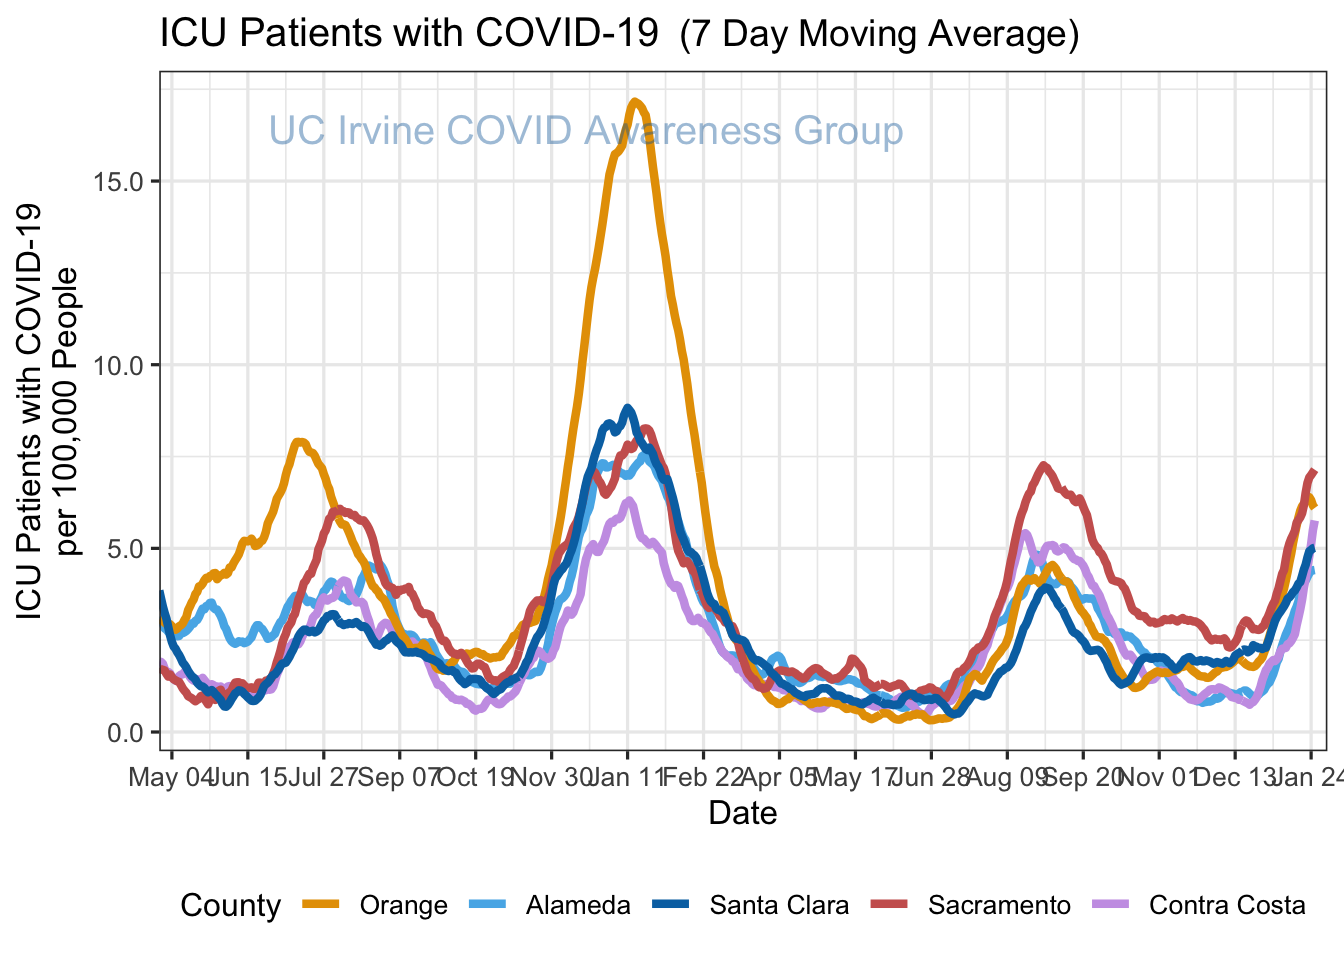 ICU Patients with COVID-19 (7 Day Moving Average)
UC Irvine COVID Awareness Group
ICU Patients with COVID-19
per 100,000 People
15.0
10.0
5.0
0.0
May 04 Jun 15 Jul 27 Sep 07 Oct 19 Nov 30 Jan 11 Feb 22 Apr 05 May 17 Jun 28 Aug 09 Sep 20 Nov 01 Dec 13 Jan 24
Date
County Orange Alameda Santa Clara Sacramento Contra Costa